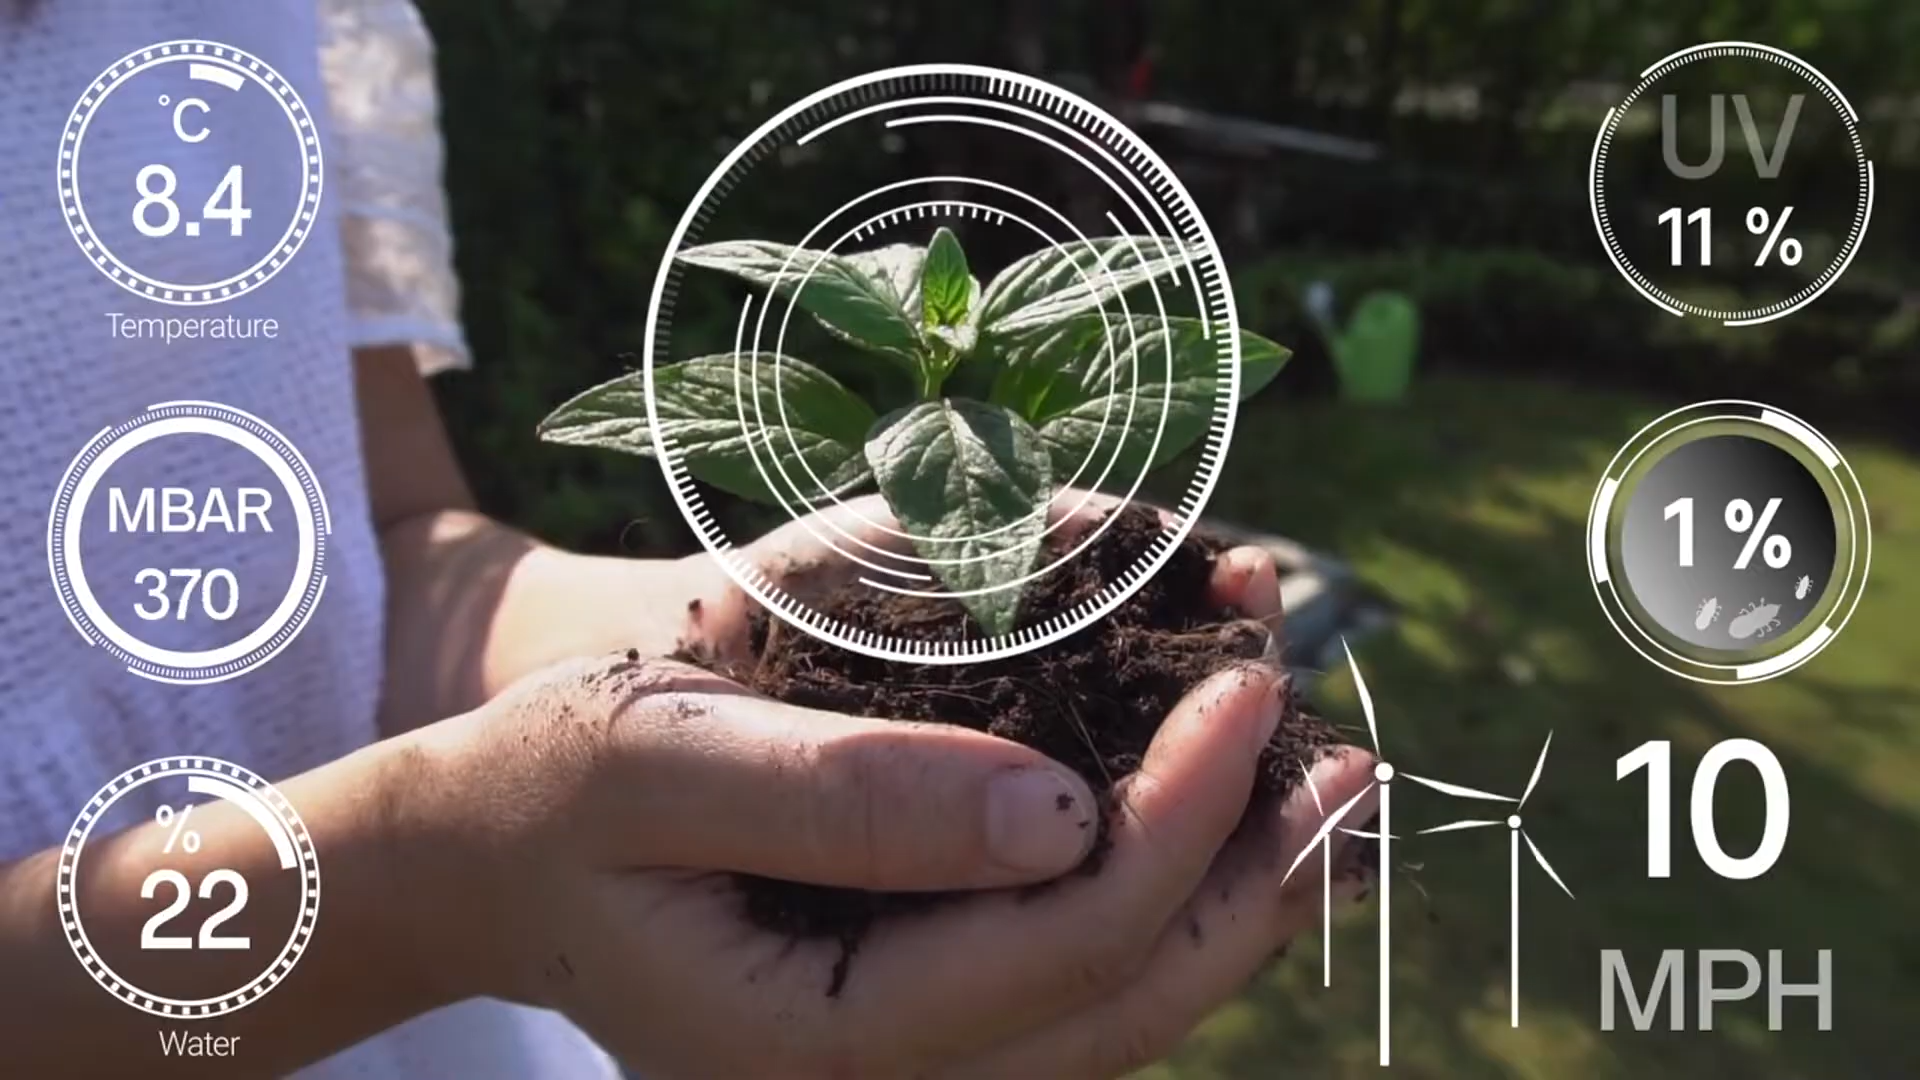 °C
8.4
Temperature
MBAR
370
%
22
Water
UV
11 %
1 %
10
MPH